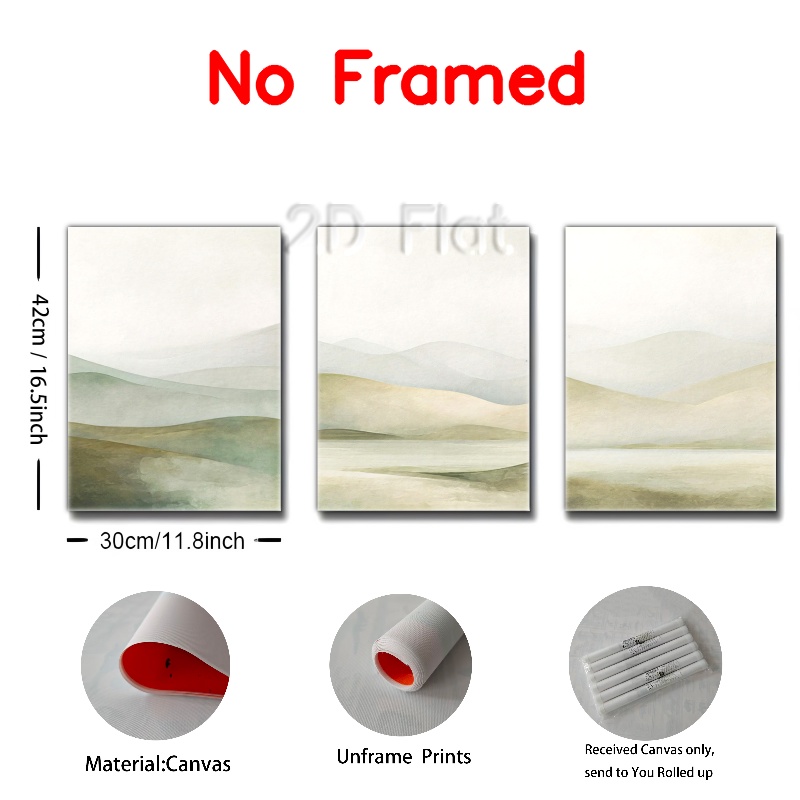 No Framed
2D Flat
42cm / 16.5inch
30cm/11.8inch
Material:Canvas
Unframe Prints
Received Canvas only,
send to You Rolled up